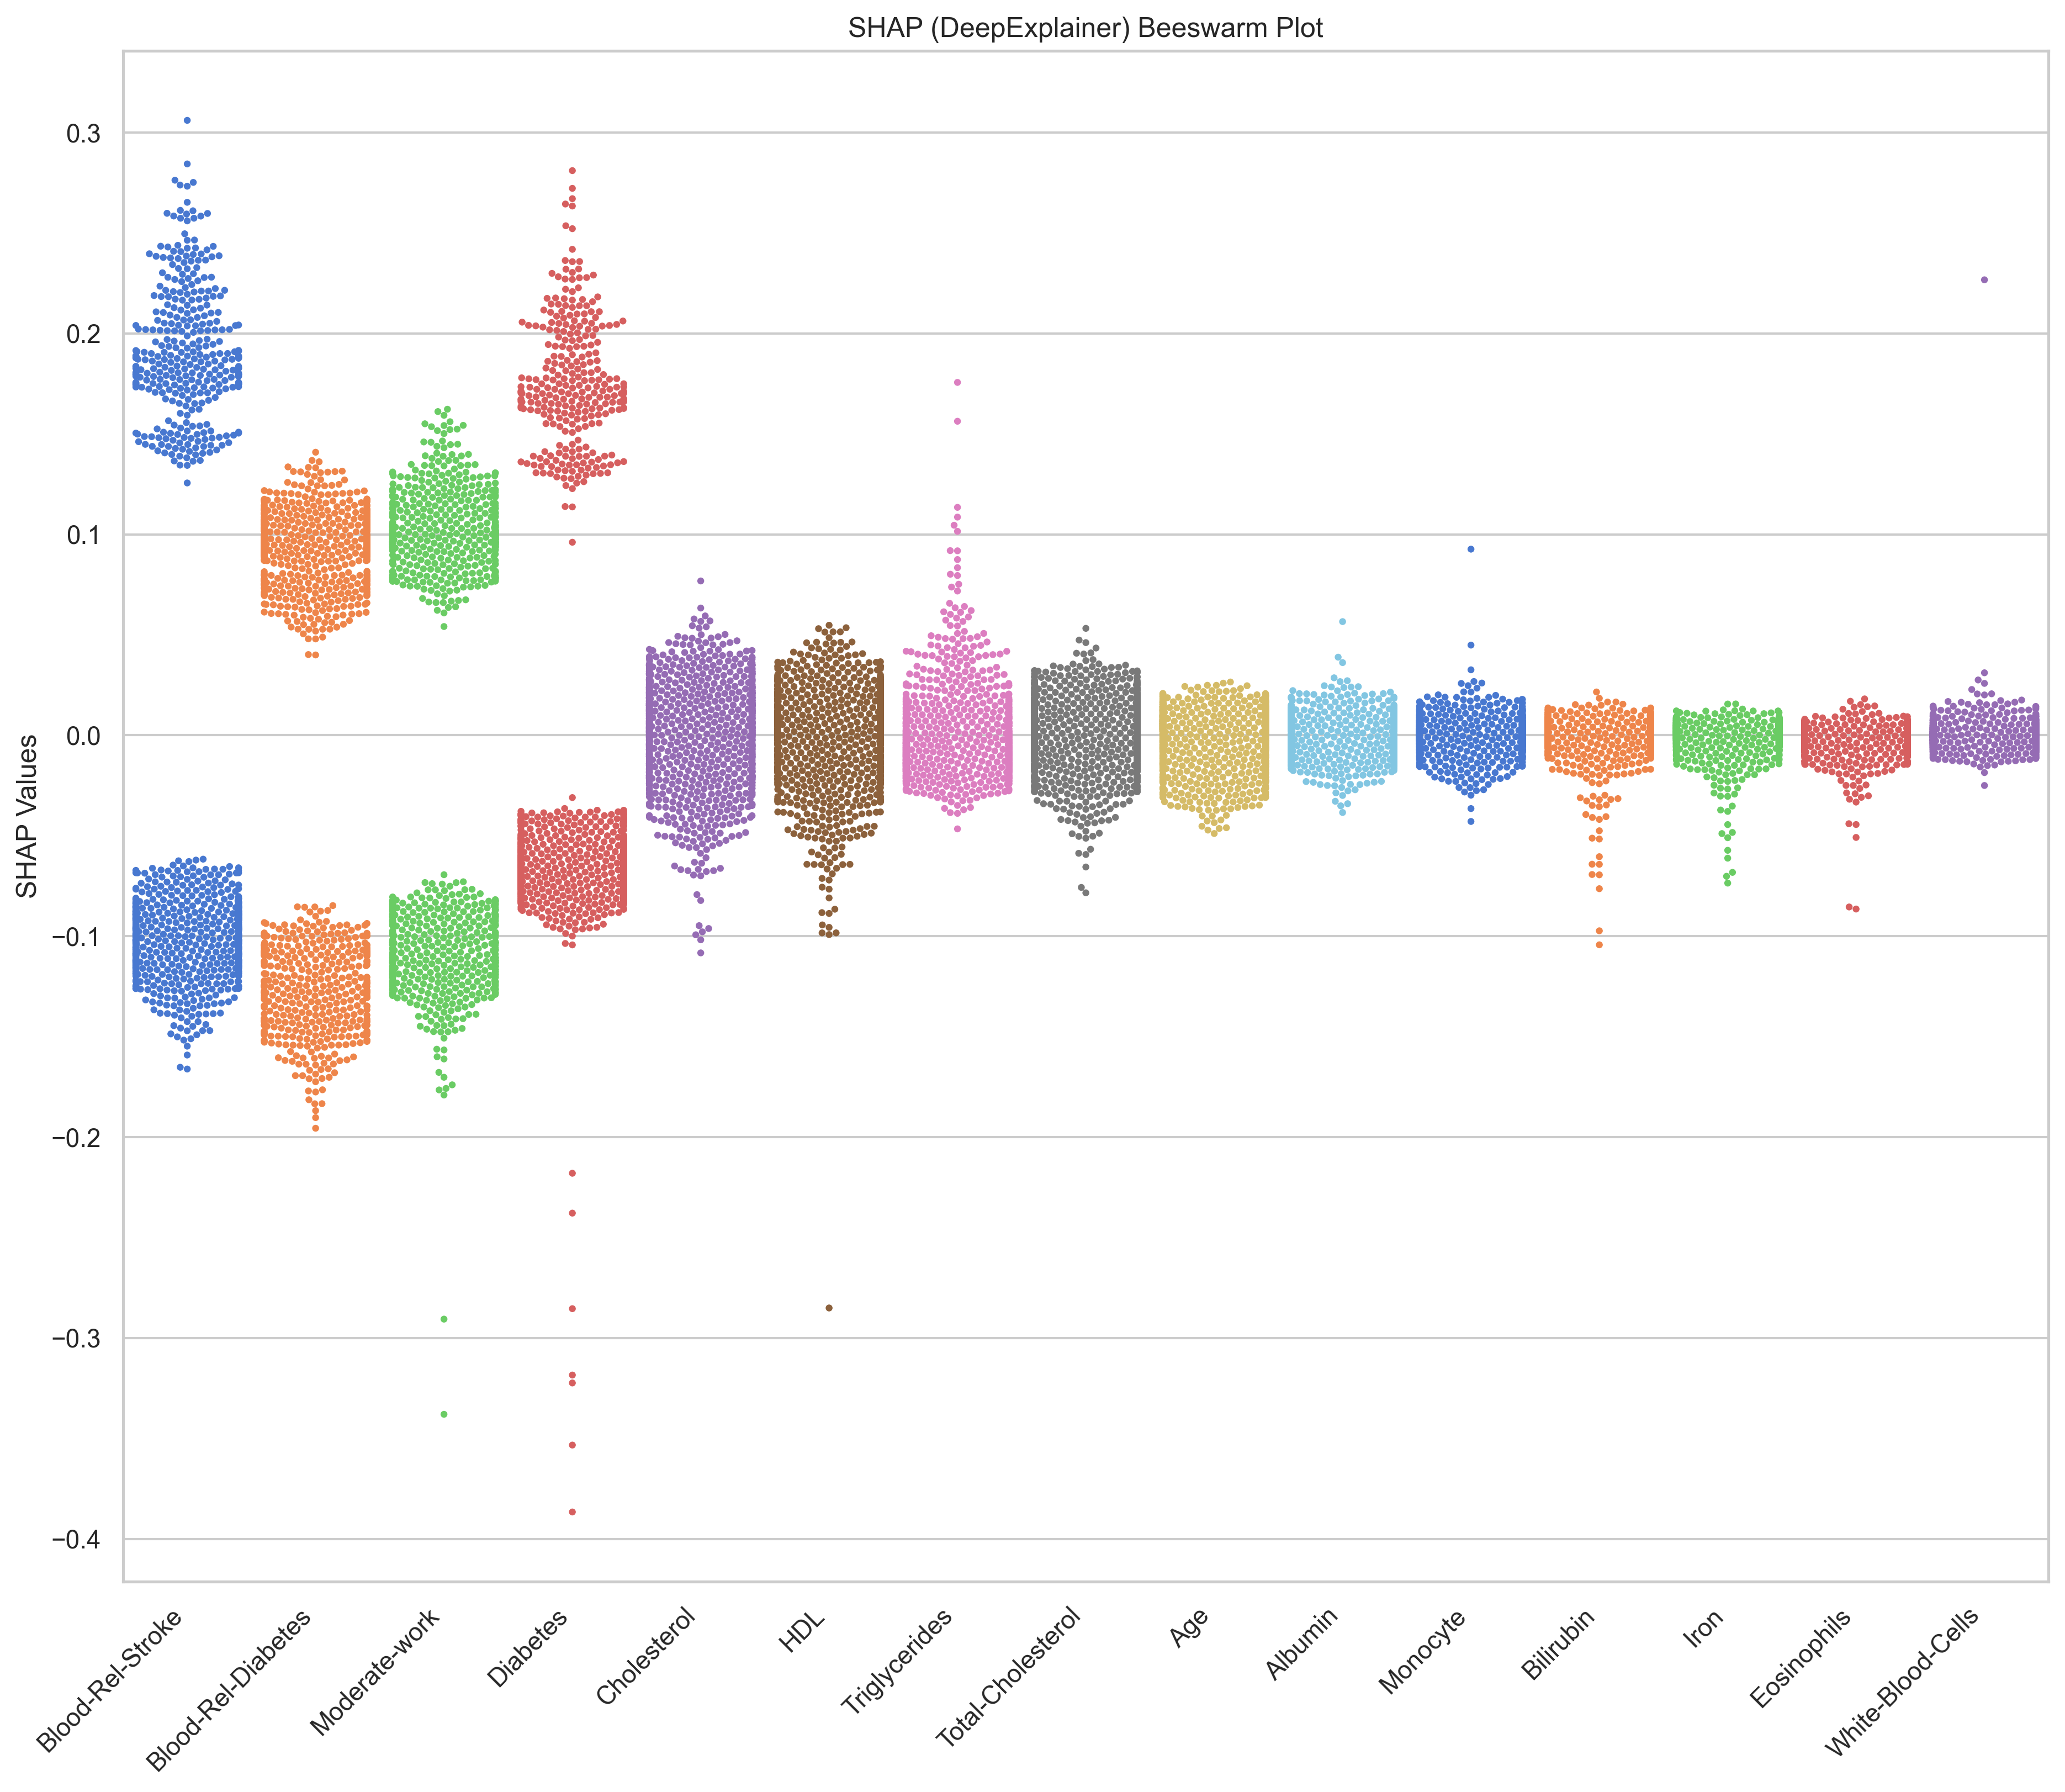 SHAP (DeepExplainer) Beeswarm Plot
SHAP Values
0.3
0.2
0.1
0.0
−0.1
−0.2
−0.3
−0.4
Blood-Rel-Stroke
Blood-Rel-Diabetes
Moderate-work
Diabetes
Cholesterol
HDL
Triglycerides
Total-Cholesterol
Age
Albumin
Monocyte
Bilirubin
Iron
Eosinophils
White-Blood-Cells